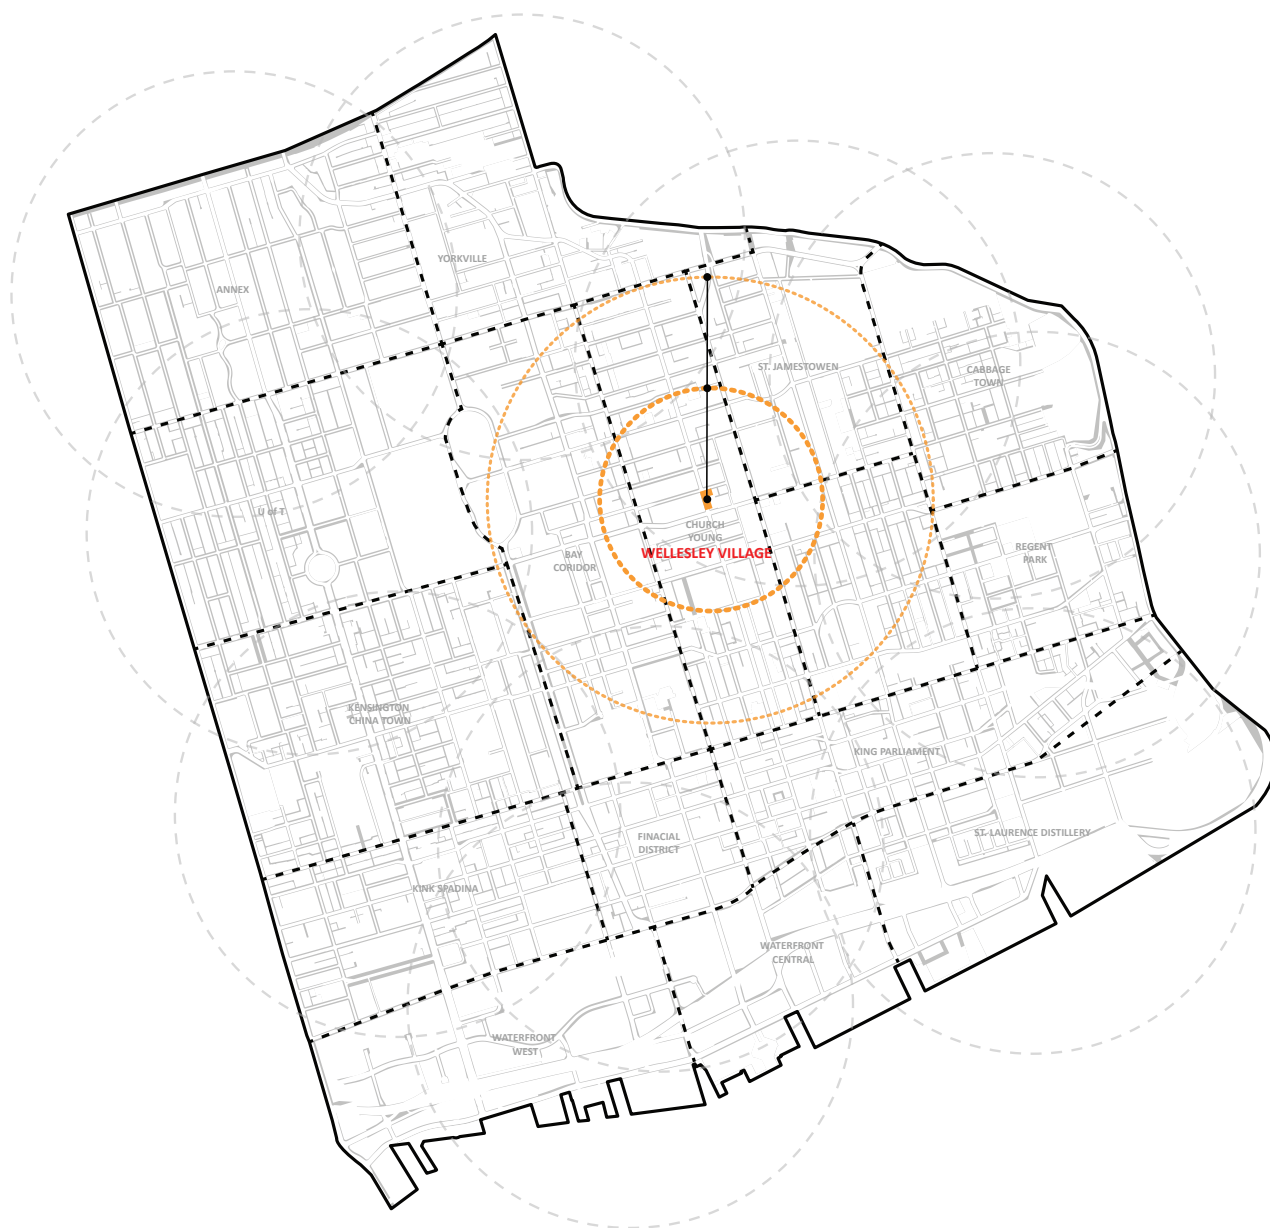 YORKVILLE
ANNEX
ST. JAMESTOWEN
CABBAGE
TOWN
U of T
CHURCH
YOUNG
WELLESLEY VILLAGE
BAY
CORIDOR
REGENT
PARK
KENSINGTON
CHINA TOWN
KING PARLIAMENT
FINACIAL
DISTRICT
ST. LAURENCE DISTILLERY
KINK SPADINA
WATERFRONT
CENTRAL
WATERFRONT
WEST